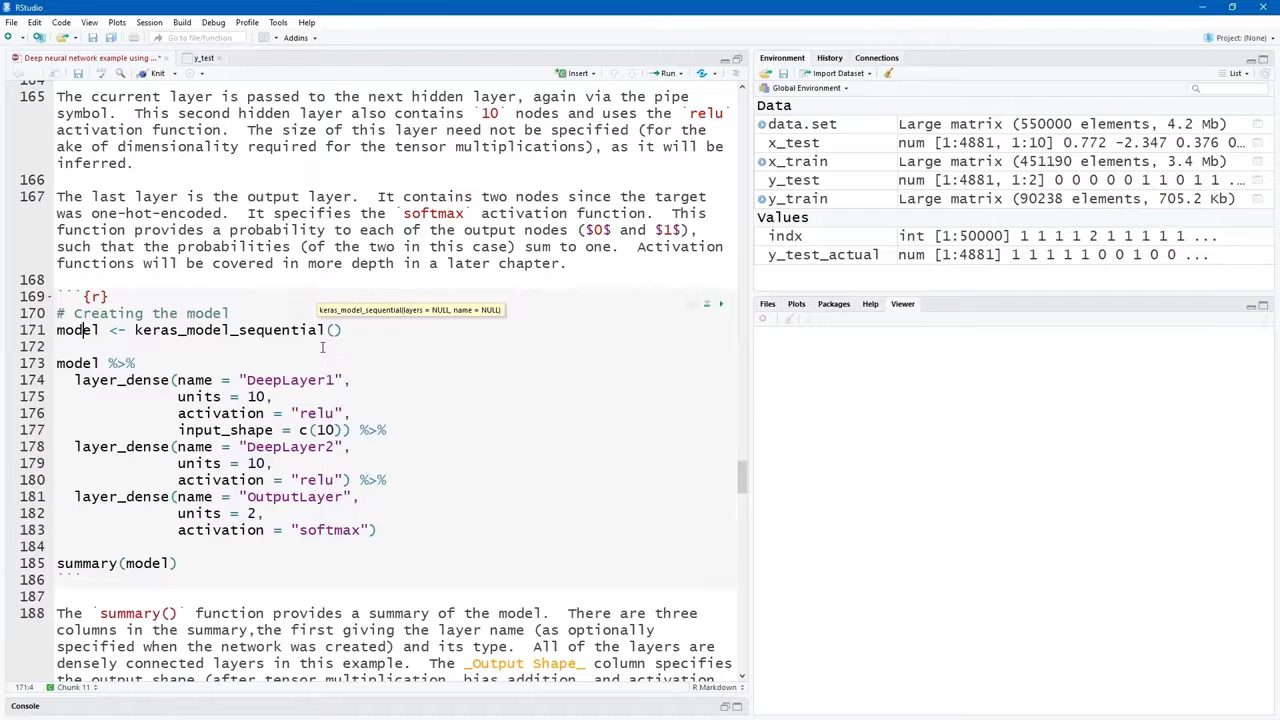 RStudio
File Edit Code View Plots Session Build Debug Profile Tools Help
Go to file/function Addins Project: (None)
Deep neural network example using ...* y_test
Knit Insert Run
164
165 The ccurrent layer is passed to the next hidden layer, again via the pipe
symbol.  This second hidden layer also contains `10` nodes and uses the `relu`
activation function.  The size of this layer need not be specified (for the
ake of dimensionality required for the tensor multiplications), as it will be
inferred.
166
167 The last layer is the output layer.  It contains two nodes since the target
was one-hot-encoded.  It specifies the `softmax` activation function.  This
function provides a probability to each of the output nodes ($0$ and $1$),
such that the probabilities (of the two in this case) sum to one.  Activation
functions will be covered in more depth in a later chapter.
168
169 ```{r}
170 # Creating the model
keras_model_sequential(layers = NULL, name = NULL)
171 model <- keras_model_sequential()
172
173 model %>%
174 layer_dense(name = "DeepLayer1",
175 units = 10,
176 activation = "relu",
177 input_shape = c(10)) %>%
178 layer_dense(name = "DeepLayer2",
179 units = 10,
180 activation = "relu") %>%
181 layer_dense(name = "OutputLayer",
182 units = 2,
183 activation = "softmax")
184
185 summary(model)
186 ```
187
188 The `summary()` function provides a summary of the model.  There are three
columns in the summary,the first giving the layer name (as optionally
specified when the network was created) and its type.  All of the layers are
densely connected layers in this example.  The _Output Shape_ column specifies
the output shape (after tensor multiplication, bias addition, and activation
171:4 Chunk 11 R Markdown
Console
Environment History Connections
Import Dataset List
Global Environment
Data
data.set Large matrix (550000 elements, 4.2 Mb)
x_test num [1:4881, 1:10] 0.772 -2.347 0.376 0...
x_train Large matrix (451190 elements, 3.4 Mb)
y_test num [1:4881, 1:2] 0 0 0 0 0 1 1 0 1 1 ...
y_train Large matrix (90238 elements, 705.2 Kb)
Values
indx int [1:50000] 1 1 1 1 2 1 1 1 1 1 ...
y_test_actual num [1:4881] 1 1 1 1 1 0 0 1 0 0 ...
Files Plots Packages Help Viewer